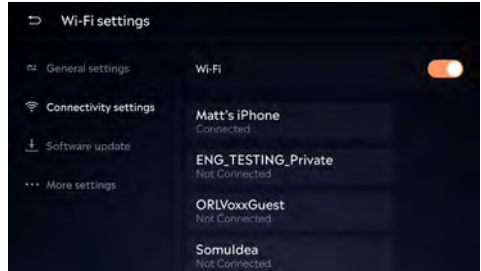 Wi-Fi settings
General settings
Wi-Fi
Connectivity settings
Matt's iPhone
Connected
Software update
ENG_TESTING_Private
Not Connected
More settings
ORLVoxxGuest
Not Connected
SomuIdea
Not Connected